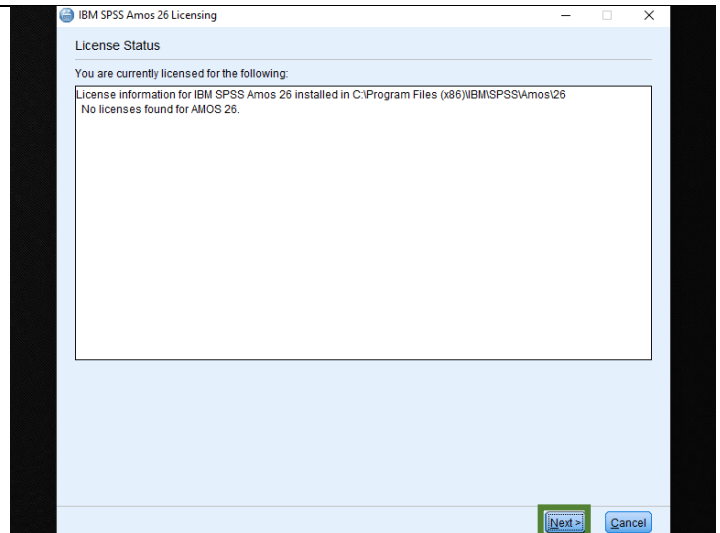 IBM SPSS Amos 26 Licensing
License Status
You are currently licensed for the following:
License information for IBM SPSS Amos 26 installed in C:\Program Files (x86)\IBM\SPSS\Amos\26
No licenses found for AMOS 26.
Next >
Cancel